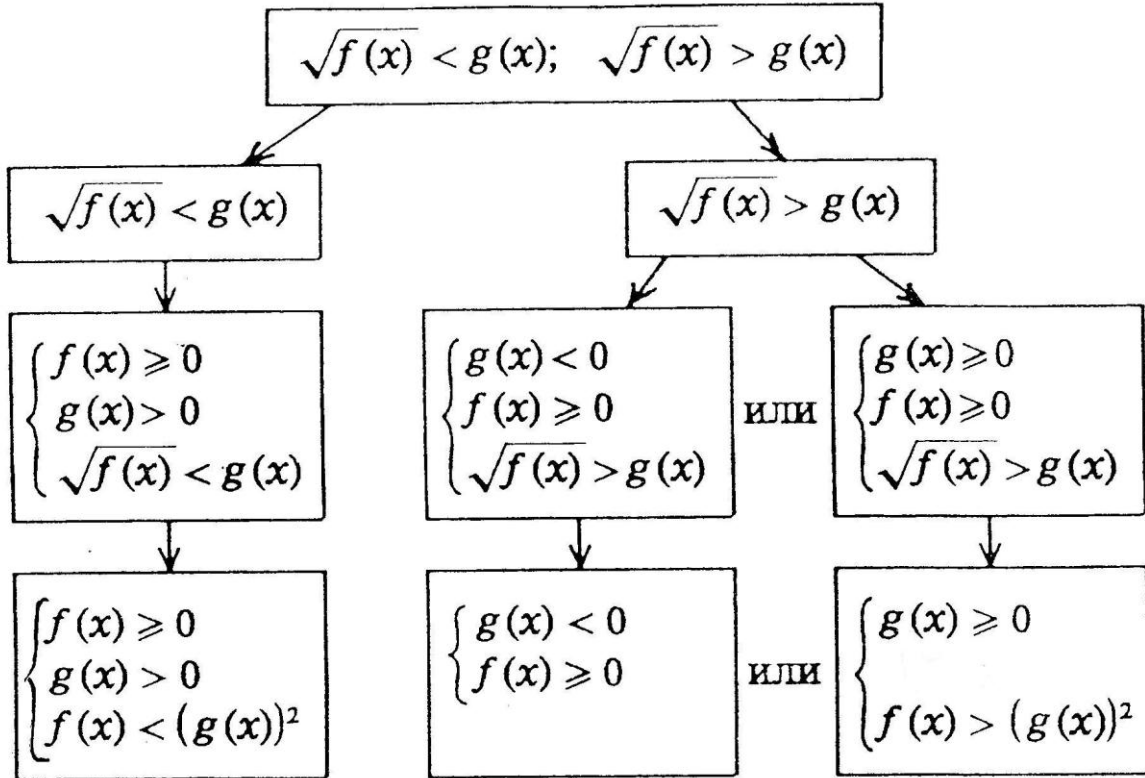 √f(x) < g(x); √f(x) > g(x)
√f(x) < g(x)
√f(x) > g(x)
f(x) ⩾ 0
g(x) > 0
√f(x) < g(x)
g(x) < 0
f(x) ⩾ 0
√f(x) > g(x)
или
g(x) ⩾ 0
f(x) ⩾ 0
√f(x) > g(x)
f(x) ⩾ 0
g(x) > 0
f(x) < (g(x))²
g(x) < 0
f(x) ⩾ 0
или
g(x) ⩾ 0
f(x) > (g(x))²